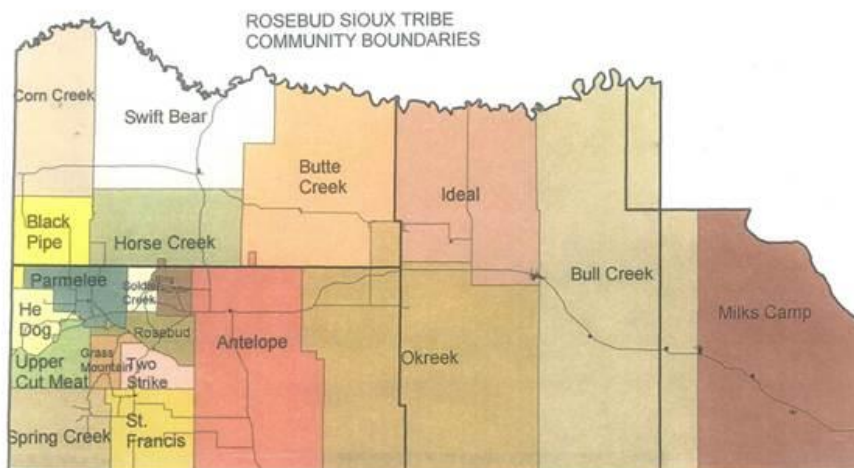 ROSEBUD SIOUX TRIBE
COMMUNITY BOUNDARIES
Corn Creek
Swift Bear
Butte
Creek
Ideal
Black
Pipe
Horse Creek
Bull Creek
Parmelee
Soldier
Creek
He
Dog
Rosebud
Antelope
Okreek
Milks Camp
Upper
Cut Meat
Grass
Mountain
Two
Strike
Spring Creek
St.
Francis